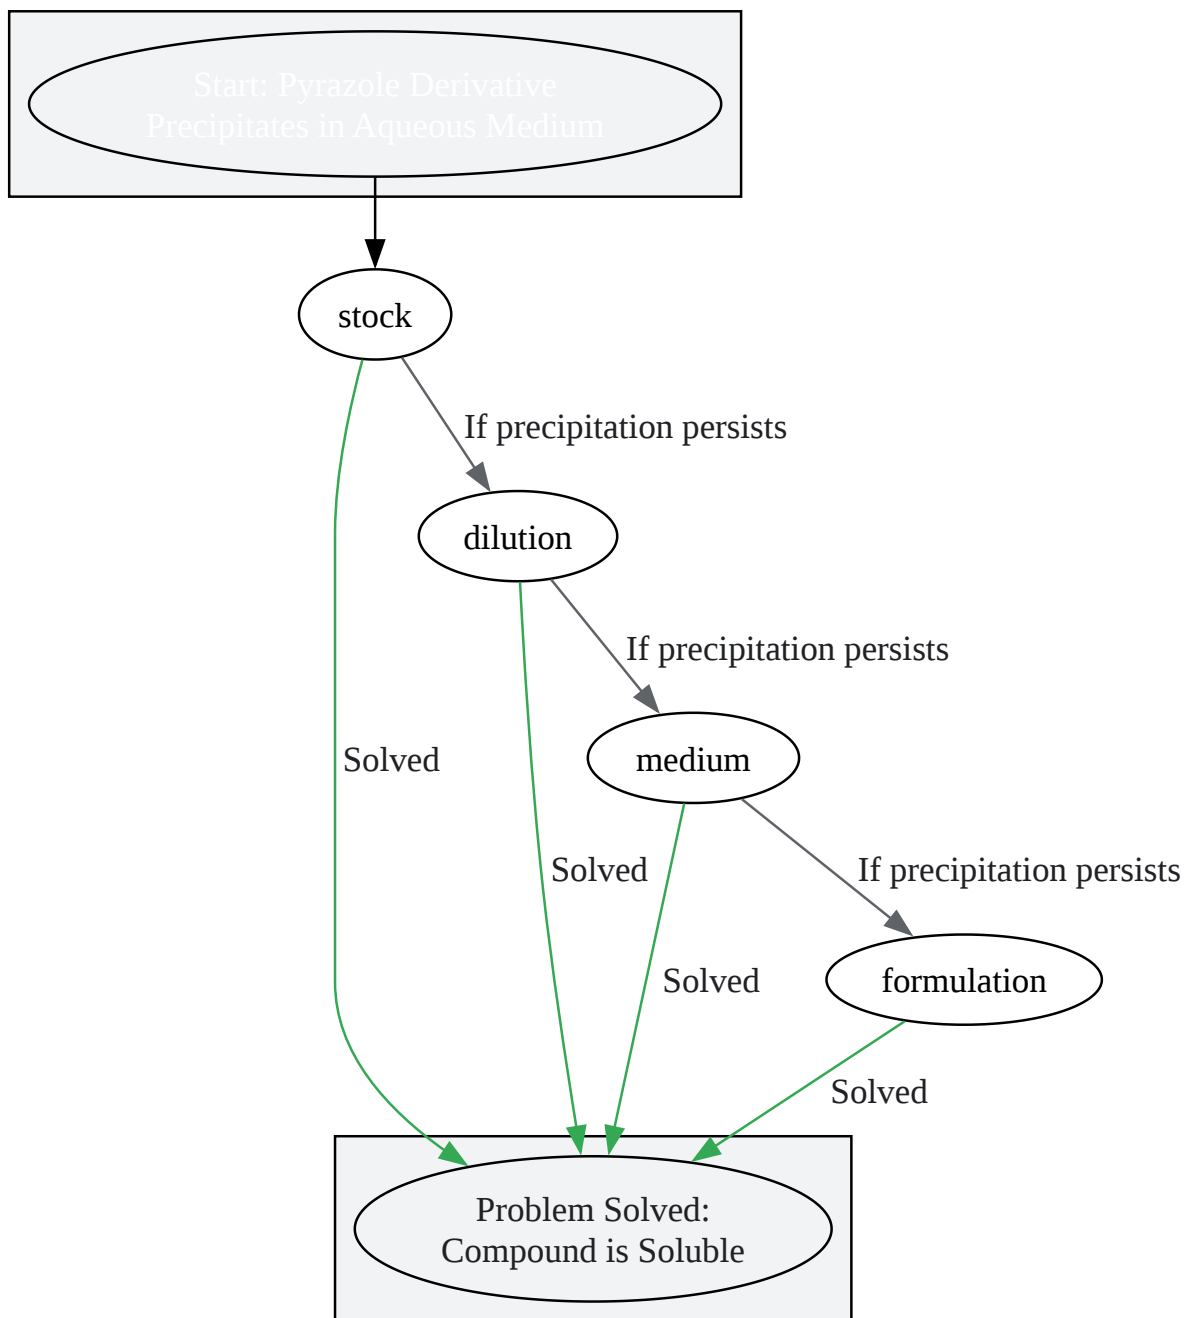 Start: Pyrazole Derivative
Precipitates in Aqueous Medium
stock
If precipitation persists
dilution
If precipitation persists
medium
Solved
Solved
If precipitation persists
Solved
formulation
Solved
Problem Solved:
Compound is Soluble